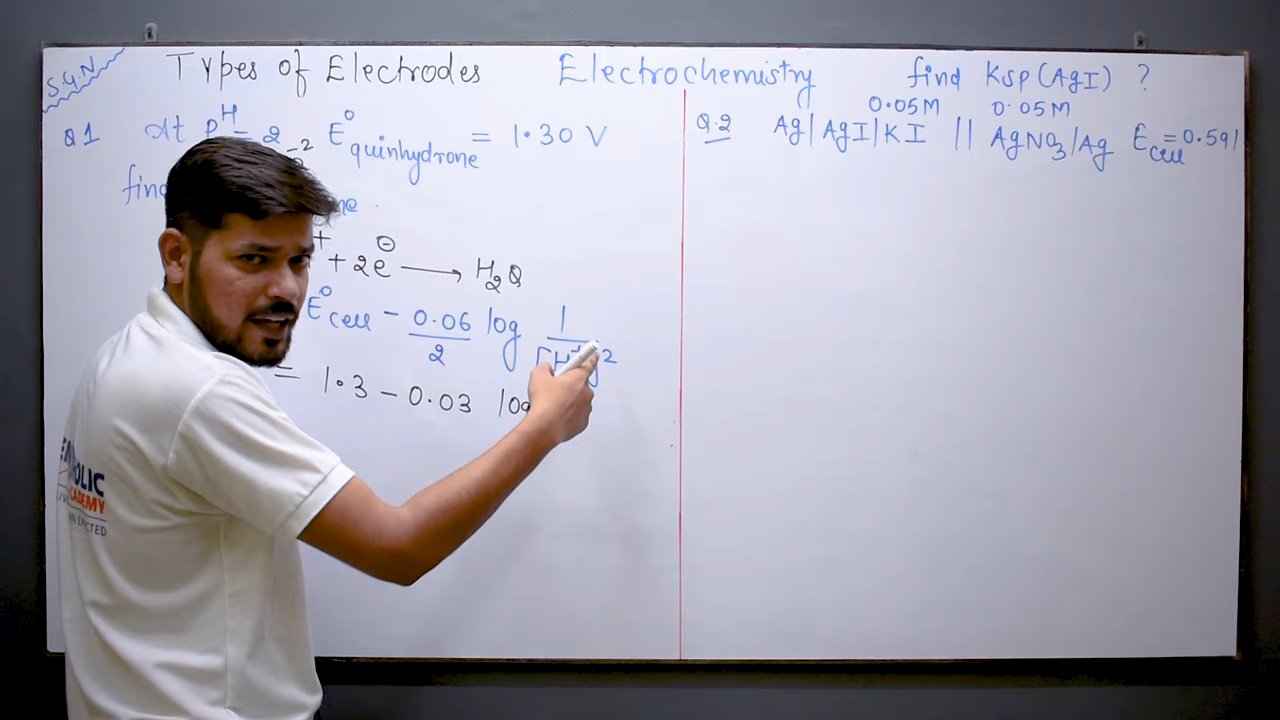 S.G.N
Types of Electrodes
Electrochemistry
find Ksp (AgI) ?
Q1 At pH = 2 E°quinhydrone = 1.30 V
-2
+ + 2e⊖ ⟶ H2Q
E°cell - 0.06/2 log 1/[H+]2
= 1.3 - 0.03 log
Q.2 Ag | AgI | KI || AgNO3 / Ag Ecell = 0.591
0.05M 0.05M